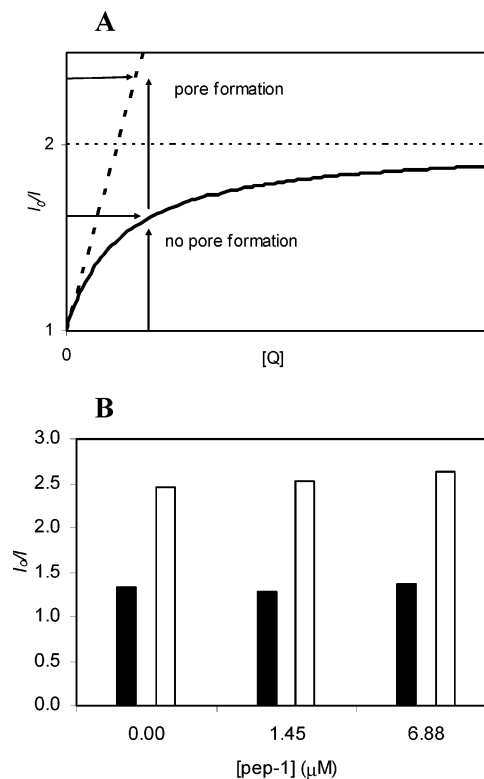 A
I₀/I
2
1
pore formation
no pore formation
0
[Q]
B
I₀/I
3.0
2.5
2.0
1.5
1.0
0.5
0.0
0.00 1.45 6.88
[pep-1] (μM)